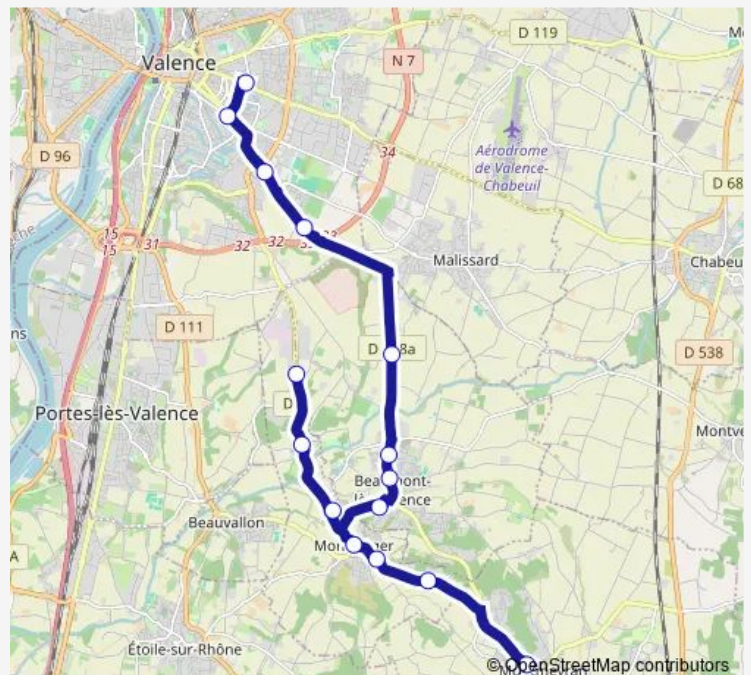 D 119
Valence
N 7
Aérodrome
de Valence-
Chabeuil
D 96
34
D 68
15
15
31
32
32
Malissard
Chabeu
D 111
D 538
Portes-lès-Valence
D
Beauvallon
Étoile-sur-Rhône
© OpenStreetMap contributors